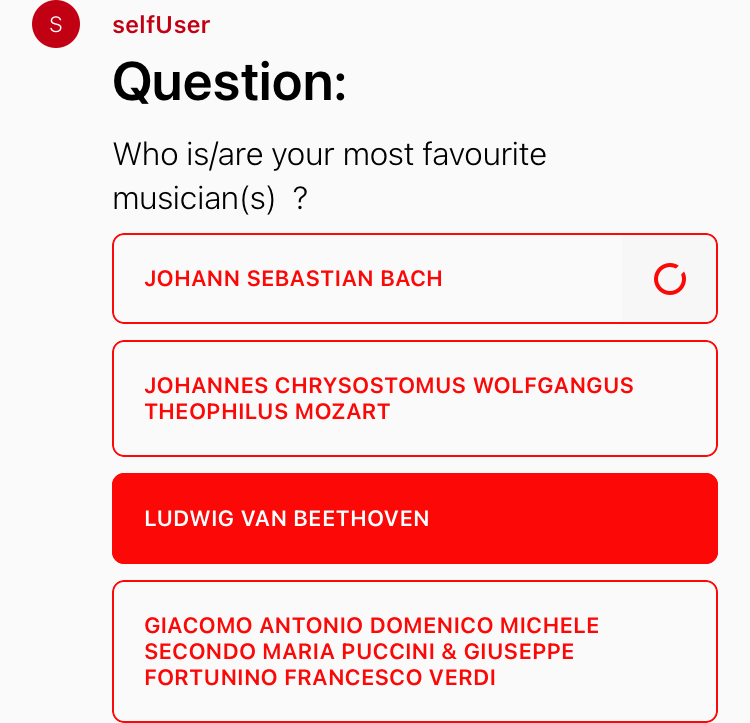 S
selfUser
Question:
Who is/are your most favourite
musician(s)  ?
JOHANN SEBASTIAN BACH
JOHANNES CHRYSOSTOMUS WOLFGANGUS
THEOPHILUS MOZART
LUDWIG VAN BEETHOVEN
GIACOMO ANTONIO DOMENICO MICHELE
SECONDO MARIA PUCCINI & GIUSEPPE
FORTUNINO FRANCESCO VERDI